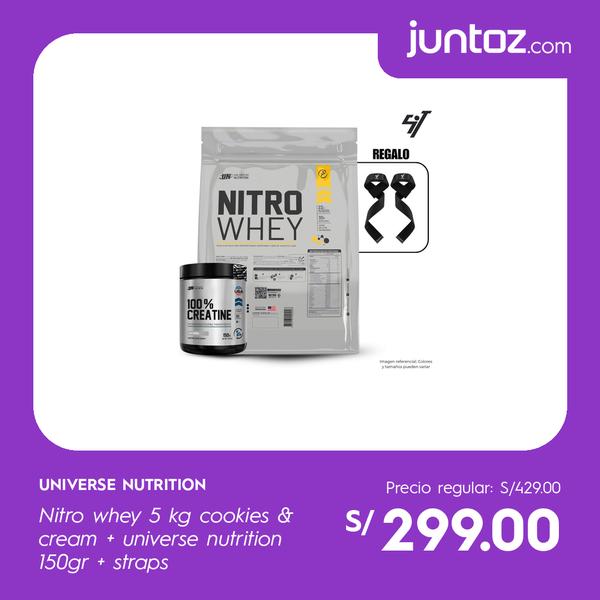 juntoz.com
REGALO
NITRO
WHEY
100%
CREATINE
Imagen referencial. Colores
y tamaños pueden variar
UNIVERSE NUTRITION
Nitro whey 5 kg cookies &
cream + universe nutrition
150gr + straps
Precio regular: S/429.00
S/ 299.00